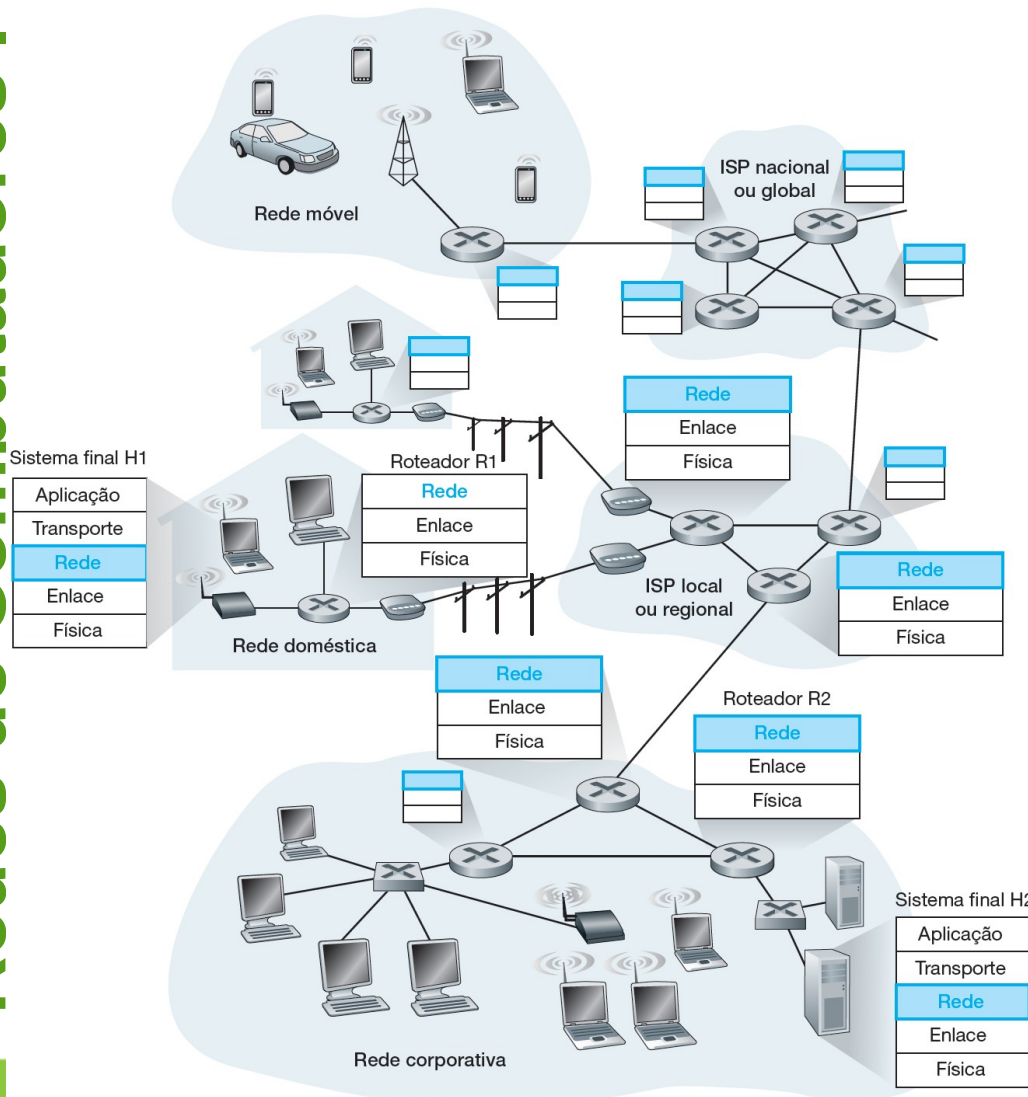 ISP nacional
ou global
Rede móvel
Rede
Enlace
Física
Sistema final H1
Aplicação
Transporte
Rede
Enlace
Física
Roteador R1
Rede
Enlace
Física
ISP local
ou regional
Rede
Enlace
Física
Rede doméstica
Rede
Enlace
Física
Roteador R2
Rede
Enlace
Física
Sistema final H2
Aplicação
Transporte
Rede
Enlace
Física
Rede corporativa